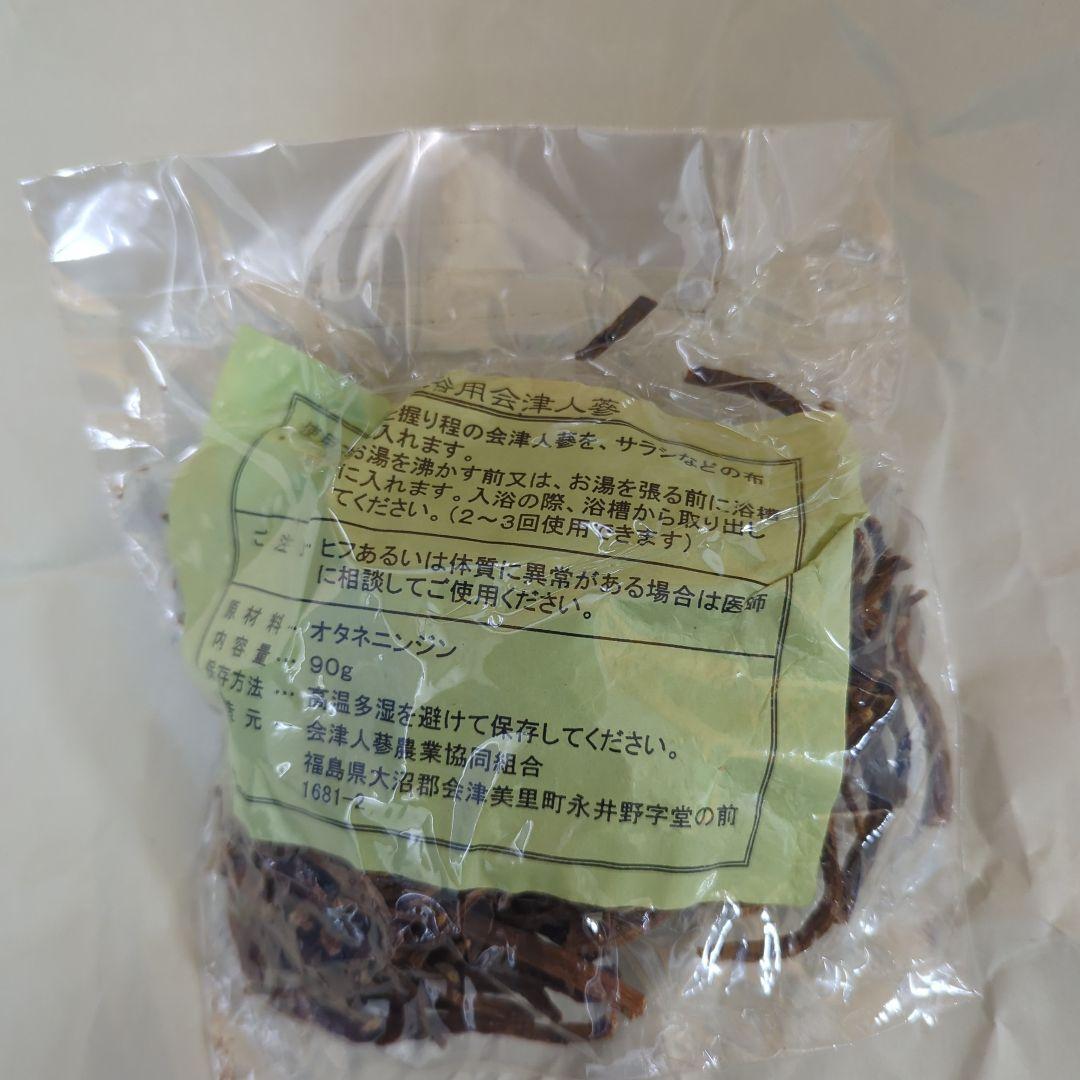 浴用会津人蔘
握り程の会津人蔘を、サラシなどの布
に入れます。
お湯を沸かす前又は、お湯を張る前に浴槽
に入れます。入浴の際、浴槽から取り出し
てください。(2~3回使用できます)
ご注 ヒフあるいは体質に異常がある場合は医師
に相談してご使用ください。
原材料… オタネニンジン
内容量… 90g
保存方法… 高温多湿を避けて保存してください。
元 会津人蔘農業協同組合
福島県大沼郡会津美里町永井野字堂の前
1681-2